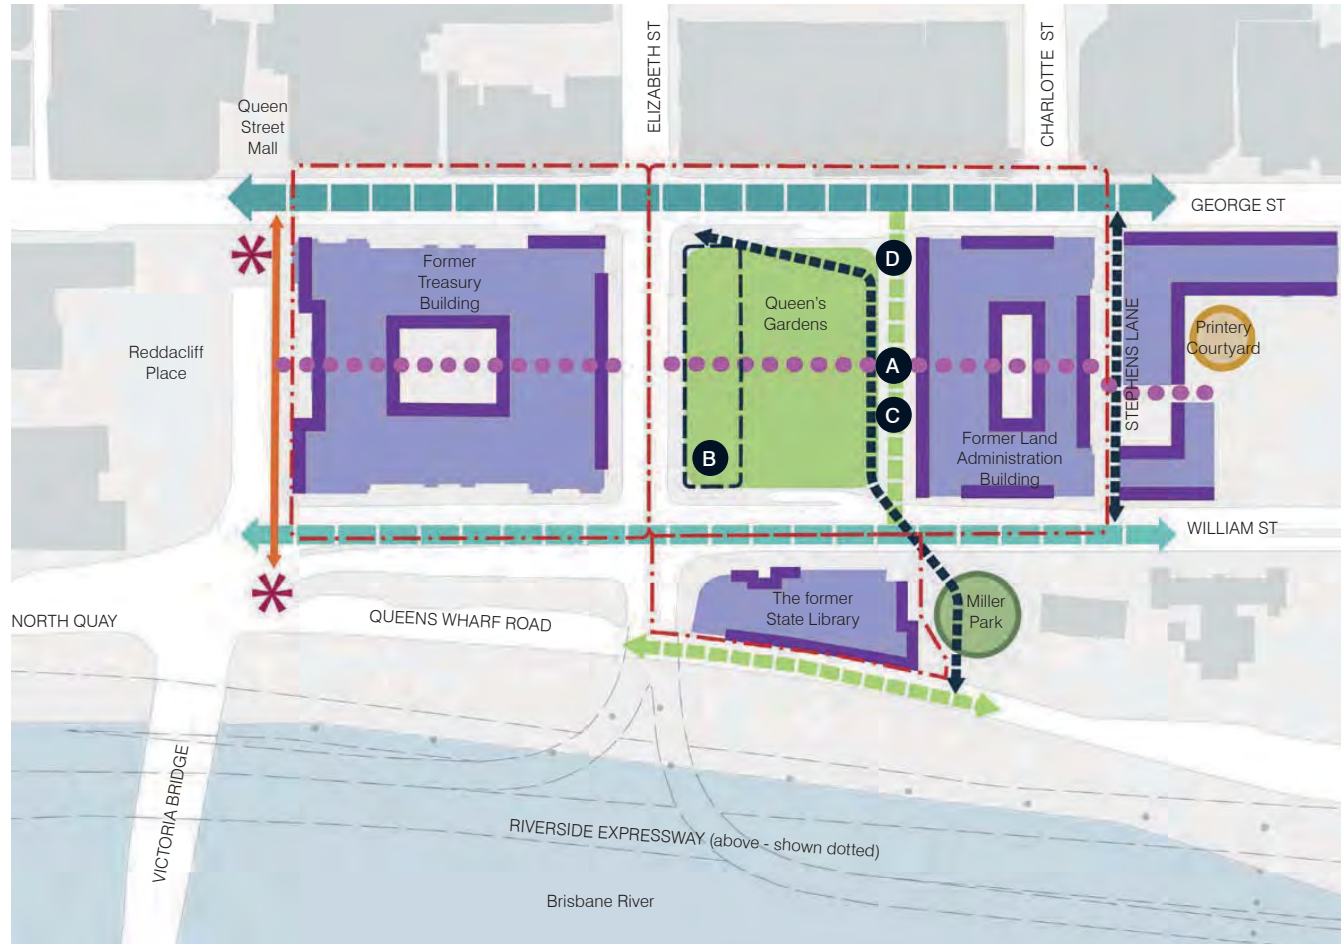 ELIZABETH ST
CHARLOTTE ST
Queen
Street
Mall
GEORGE ST
Former
Treasury
Building
D
Queen's
Gardens
STEPHENS LANE
Printery
Courtyard
Reddacliff
Place
A
C
B
Former Land
Administration
Building
WILLIAM ST
NORTH QUAY
QUEENS WHARF ROAD
The former
State Library
Miller
Park
VICTORIA BRIDGE
RIVERSIDE EXPRESSWAY (above - shown dotted)
Brisbane River